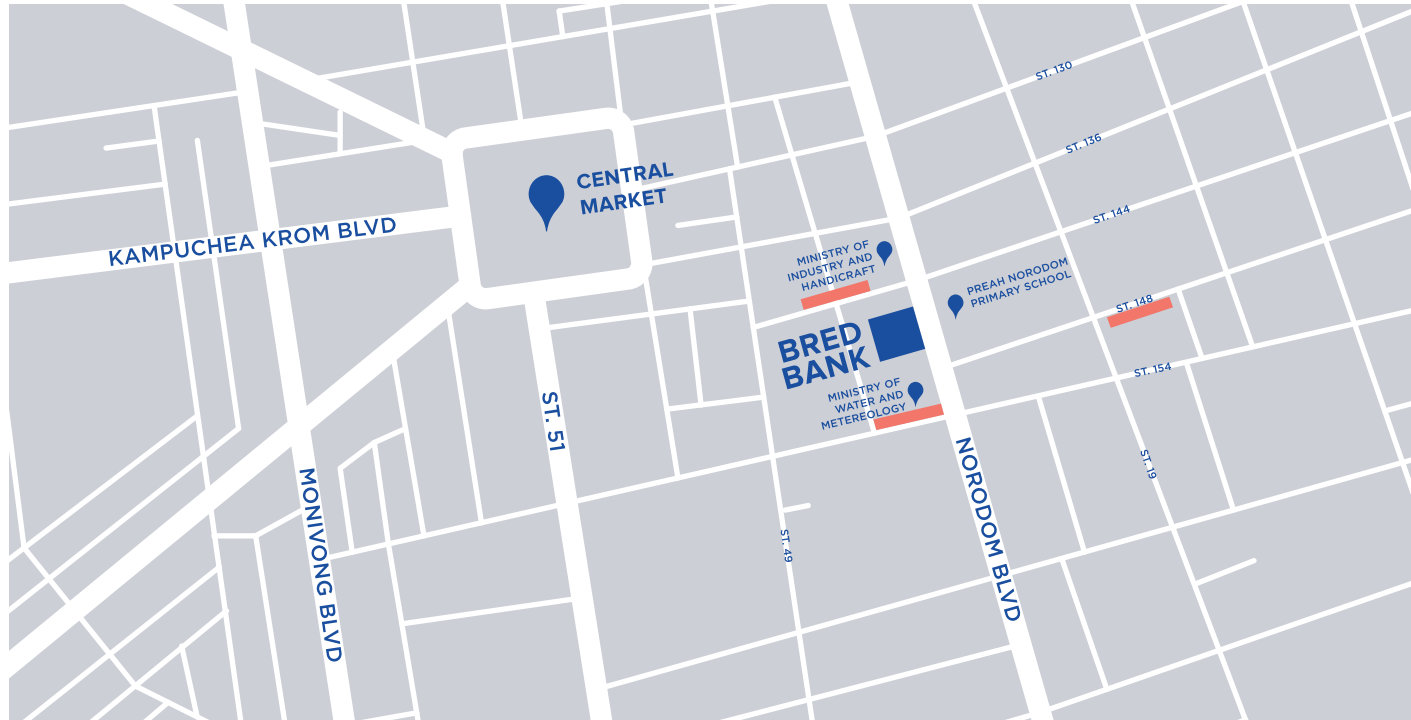 ST. 130
ST. 136
CENTRAL
MARKET
ST. 144
KAMPUCHEA KROM BLVD
MINISTRY OF
INDUSTRY AND
HANDICRAFT
PREAH NORODOM
PRIMARY SCHOOL
ST. 148
BRED
BANK
ST. 154
MINISTRY OF
WATER AND
METEREOLOGY
ST. 51
ST. 19
NORODOM BLVD
MONIVONG BLVD
ST. 49